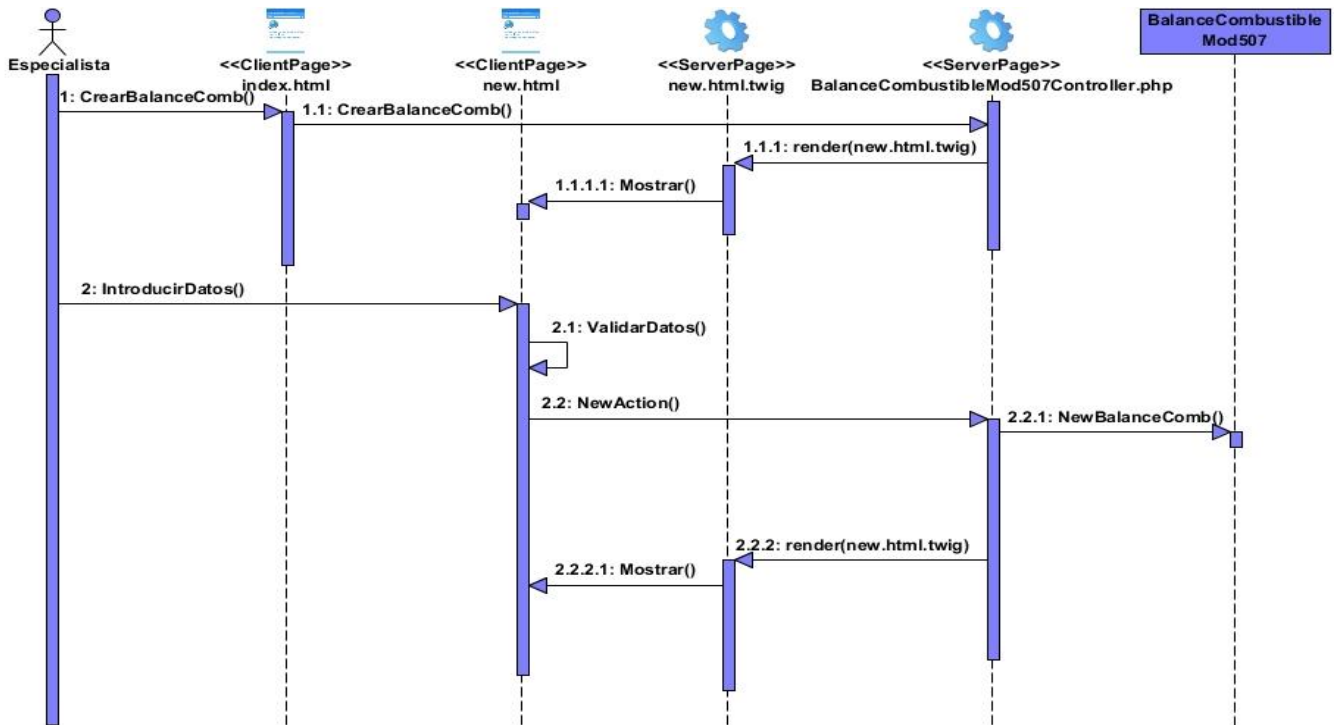 BalanceCombustible
Mod507
Especialista
<<ClientPage>>
index.html
<<ClientPage>>
new.html
<<ServerPage>>
new.html.twig
<<ServerPage>>
BalanceCombustibleMod507Controller.php
1: CrearBalanceComb()
1.1: CrearBalanceComb()
1.1.1: render(new.html.twig)
1.1.1.1: Mostrar()
2: IntroducirDatos()
2.1: ValidarDatos()
2.2: NewAction()
2.2.1: NewBalanceComb()
2.2.2: render(new.html.twig)
2.2.2.1: Mostrar()